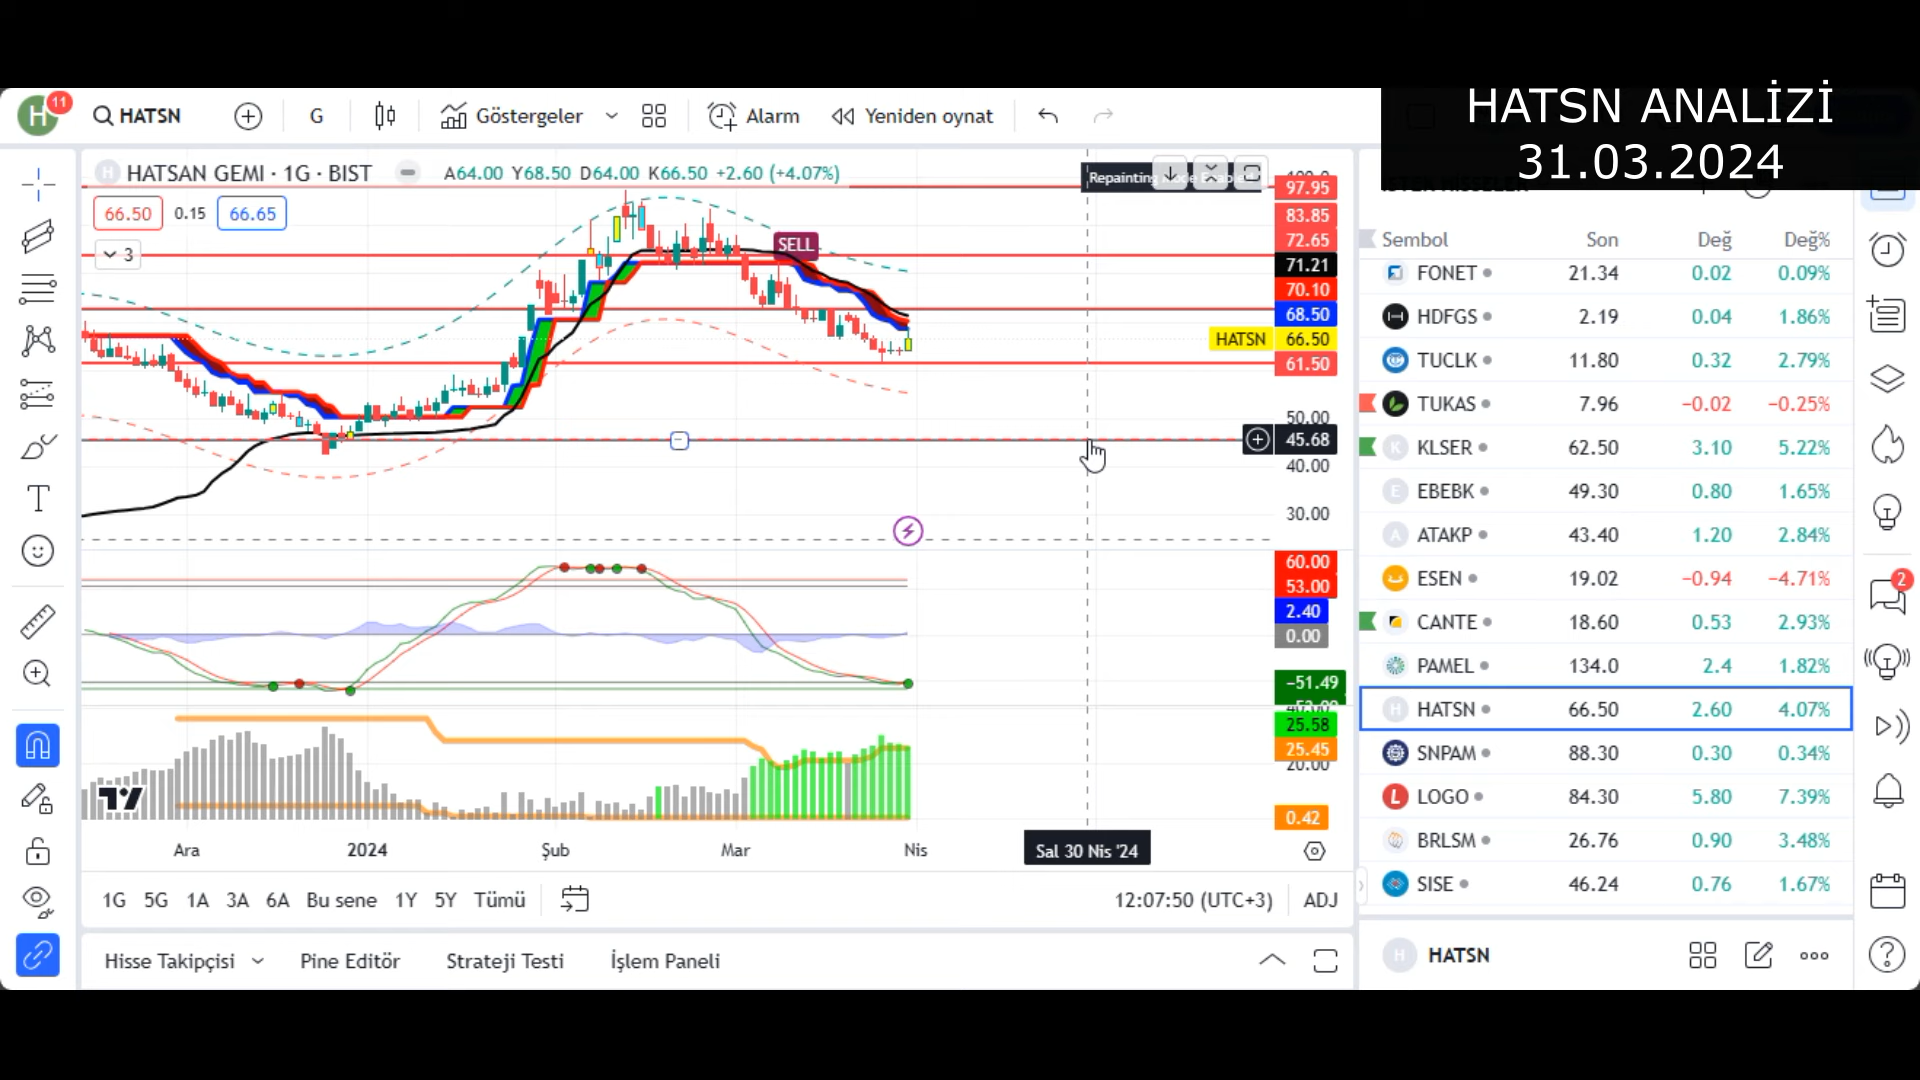 HATSN ANALİZİ
31.03.2024
H 11
HATSN
G
Göstergeler
Alarm
Yeniden oynat
H HATSAN GEMI · 1G · BIST
A64.00 Y68.50 D64.00 K66.50 +2.60 (+4.07%)
66.50 0.15 66.65
3
Repainting
SELL
97.95
83.85
72.65
71.21
70.10
68.50
HATSN 66.50
61.50
50.00
45.68
40.00
30.00
60.00
53.00
2.40
0.00
−51.49
25.58
25.45
20.00
0.42
Ara 2024 Şub Mar Nis
Sal 30 Nis '24
1G 5G 1A 3A 6A Bu sene 1Y 5Y Tümü
12:07:50 (UTC+3) ADJ
Hisse Takipçisi Pine Editör Strateji Testi İşlem Paneli
Sembol Son Değ Değ%
FONET 21.34 0.02 0.09%
HDFGS 2.19 0.04 1.86%
TUCLK 11.80 0.32 2.79%
TUKAS 7.96 −0.02 −0.25%
K KLSER 62.50 3.10 5.22%
E EBEBK 49.30 0.80 1.65%
A ATAKP 43.40 1.20 2.84%
ESEN 19.02 −0.94 −4.71%
CANTE 18.60 0.53 2.93%
PAMEL 134.0 2.4 1.82%
H HATSN 66.50 2.60 4.07%
SNPAM 88.30 0.30 0.34%
L LOGO 84.30 5.80 7.39%
BRLSM 26.76 0.90 3.48%
SISE 46.24 0.76 1.67%
H HATSN
2